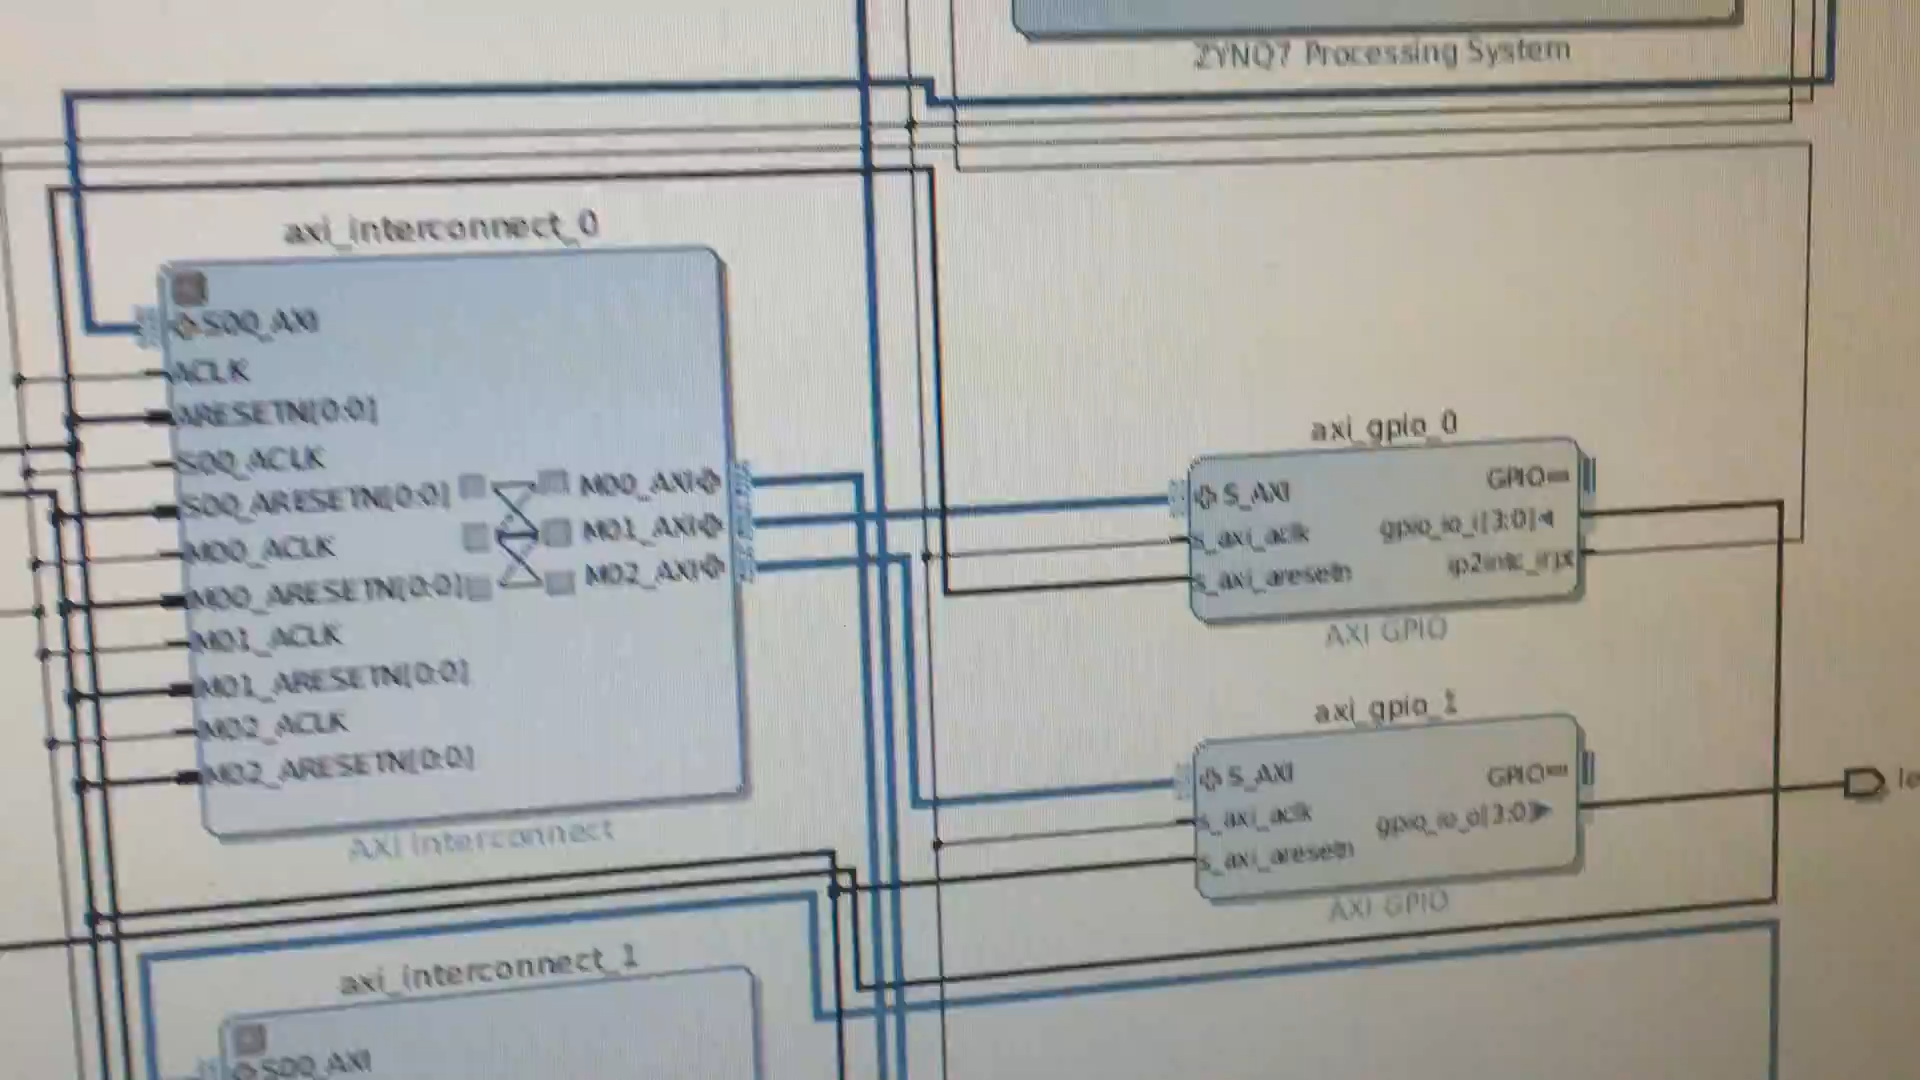 ZYNQ7 Processing System
axi_interconnect_0
S00_AXI
ACLK
ARESETN[0:0]
S00_ACLK
S00_ARESETN[0:0]
M00_ACLK
M00_ARESETN[0:0]
M01_ACLK
M01_ARESETN[0:0]
M02_ACLK
M02_ARESETN[0:0]
M00_AXI
M01_AXI
M02_AXI
AXI Interconnect
axi_gpio_0
S_AXI
s_axi_aclk
s_axi_aresetn
GPIO
gpio_io_i[3:0]
ip2intc_irpt
AXI GPIO
axi_gpio_1
S_AXI
s_axi_aclk
s_axi_aresetn
GPIO
gpio_io_o[3:0]
AXI GPIO
axi_interconnect_1
S00_AXI